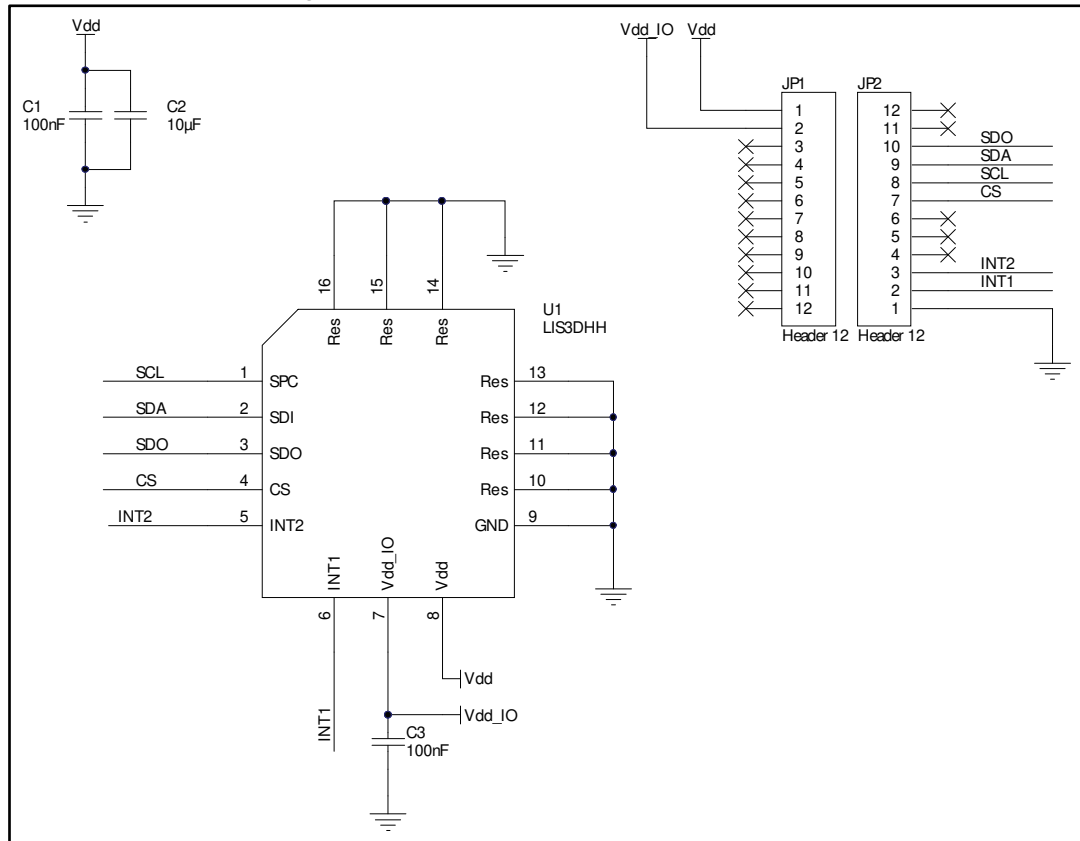 Vdd
C1
100nF
C2
10µF
Vdd_IO Vdd
JP1
1
2
3
4
5
6
7
8
9
10
11
12
Header 12
JP2
12
11
10
9
8
7
6
5
4
3
2
1
Header 12
SDO
SDA
SCL
CS
INT2
INT1
16
15
14
Res
Res
Res
U1
LIS3DHH
SCL 1 SPC
SDA 2 SDI
SDO 3 SDO
CS 4 CS
INT2 5 INT2
Res 13
Res 12
Res 11
Res 10
GND 9
INT1
Vdd_IO
Vdd
6
7
8
INT1
Vdd
Vdd_IO
C3
100nF